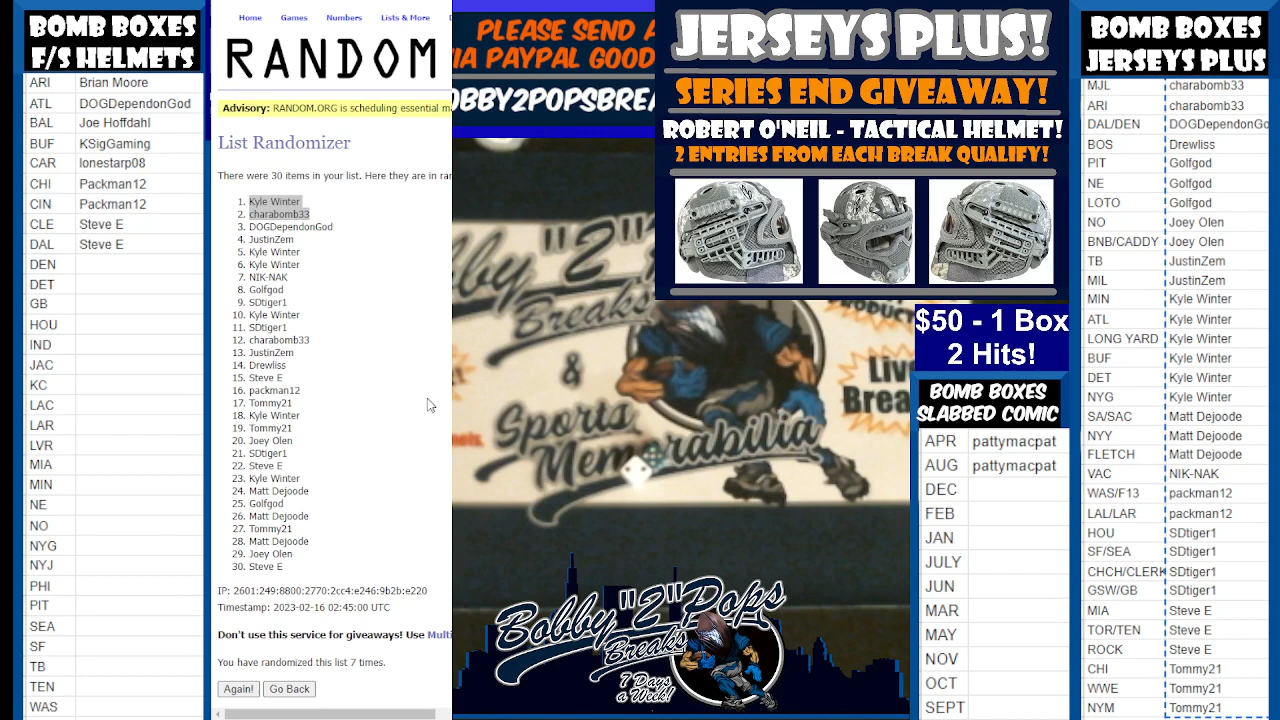 BOMB BOXES
F/S HELMETS
ARI Brian Moore
ATL DOGDependonGod
BAL Joe Hoffdahl
BUF KSigGaming
CAR lonestarp08
CHI Packman12
CIN Packman12
CLE Steve E
DAL Steve E
DEN
DET
GB
HOU
IND
JAC
KC
LAC
LAR
LVR
MIA
MIN
NE
NO
NYG
NYJ
PHI
PIT
SEA
SF
TB
TEN
WAS
Home Games Numbers Lists & More
RANDOM
Advisory: RANDOM.ORG is scheduling essential
List Randomizer
There were 30 items in your list. Here they are in
1. Kyle Winter
2. charabomb33
3. DOGDependonGod
4. JustinZem
5. Kyle Winter
6. Kyle Winter
7. NIK-NAK
8. Golfgod
9. SDtiger1
10. Kyle Winter
11. SDtiger1
12. charabomb33
13. JustinZem
14. Drewliss
15. Steve E
16. packman12
17. Tommy21
18. Kyle Winter
19. Tommy21
20. Joey Olen
21. SDtiger1
22. Steve E
23. Kyle Winter
24. Matt Dejoode
25. Golfgod
26. Matt Dejoode
27. Tommy21
28. Matt Dejoode
29. Joey Olen
30. Steve E
IP: 2601:249:8800:2770:2cc4:e246:9b2b:e220
Timestamp: 2023-02-16 02:45:00 UTC
Don't use this service for giveaways! Use Multi
You have randomized this list 7 times.
Again! Go Back
PLEASE SEND A
VIA PAYPAL GOOD
OBBY2POPSBREA
JERSEYS PLUS!
SERIES END GIVEAWAY!
ROBERT O'NEIL - TACTICAL HELMET!
2 ENTRIES FROM EACH BREAK QUALIFY!
bby "2"
Breaks
&
Sports
Memorabilia
Live
Brea
Bobby "2" Pops
Breaks
7 Days
a Week!
$50 - 1 Box
2 Hits!
BOMB BOXES
SLABBED COMIC
APR pattymacpat
AUG pattymacpat
DEC
FEB
JAN
JULY
JUN
MAR
MAY
NOV
OCT
SEPT
BOMB BOXES
JERSEYS PLUS
MJL charabomb33
ARI charabomb33
DAL/DEN DOGDependonGo
BOS Drewliss
PIT Golfgod
NE Golfgod
LOTO Golfgod
NO Joey Olen
BNB/CADDY Joey Olen
TB JustinZem
MIL JustinZem
MIN Kyle Winter
ATL Kyle Winter
LONG YARD Kyle Winter
BUF Kyle Winter
DET Kyle Winter
NYG Kyle Winter
SA/SAC Matt Dejoode
NYY Matt Dejoode
FLETCH Matt Dejoode
VAC NIK-NAK
WAS/F13 packman12
LAL/LAR packman12
HOU SDtiger1
SF/SEA SDtiger1
CHCH/CLERK SDtiger1
GSW/GB SDtiger1
MIA Steve E
TOR/TEN Steve E
ROCK Steve E
CHI Tommy21
WWE Tommy21
NYM Tommy21